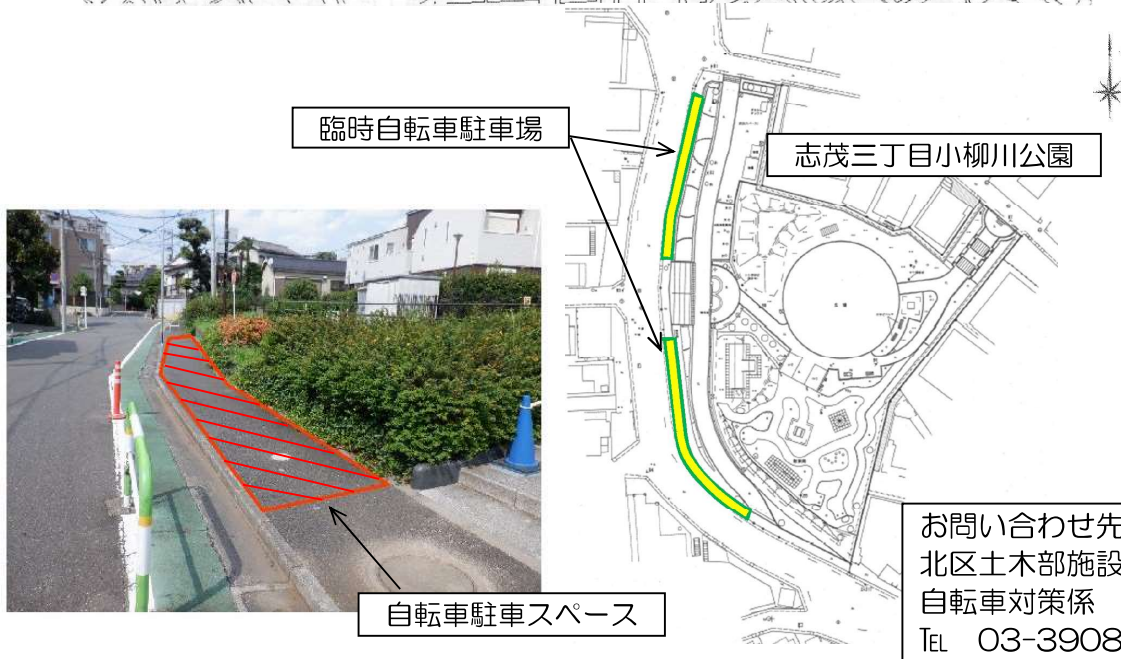 臨時自転車駐車場
志茂三丁目小柳川公園
自転車駐車スペース
お問い合わせ先
北区土木部施設
自転車対策係
TEL 03-3908